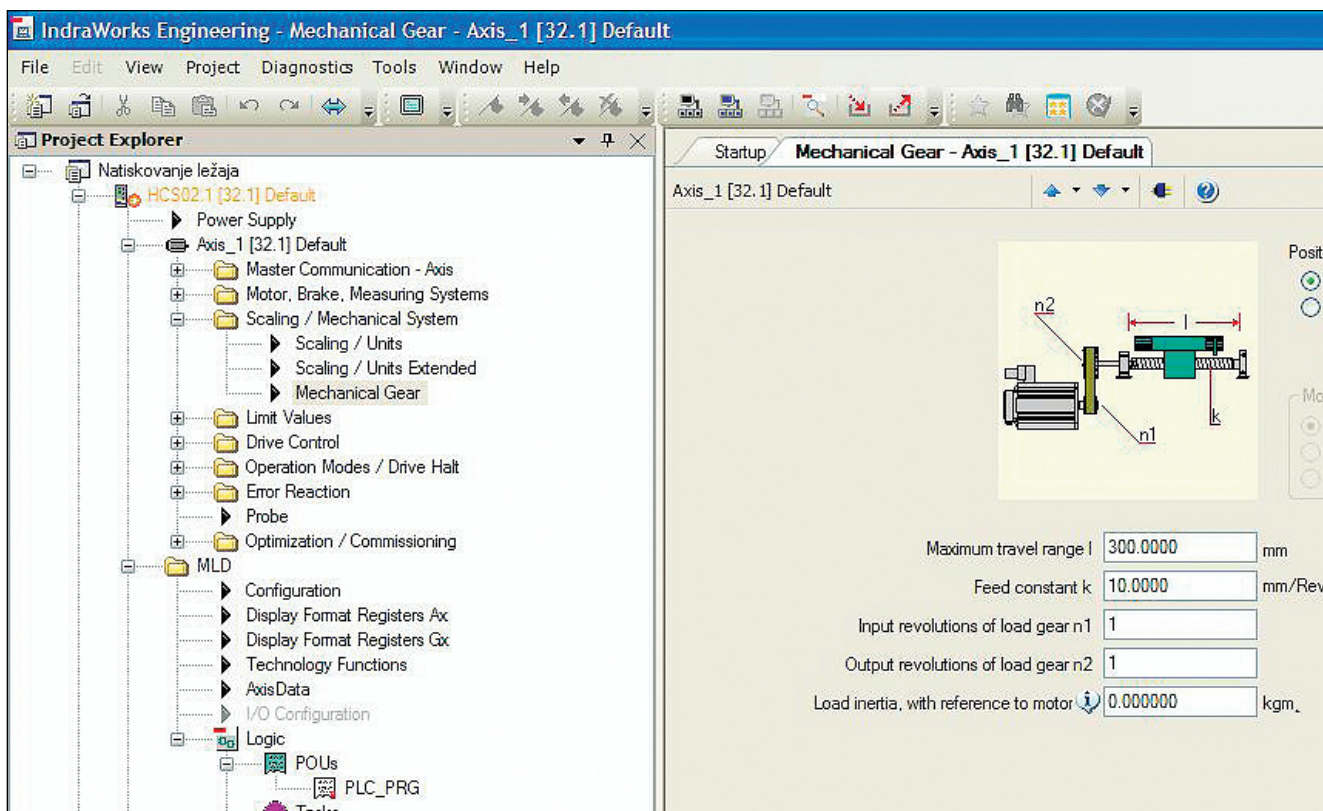 IndraWorks Engineering - Mechanical Gear - Axis_1 [32.1] Default
File Edit View Project Diagnostics Tools Window Help
Project Explorer
Natiskovanje ležaja
HCS02.1 [32.1] Default
Power Supply
Axis_1 [32.1] Default
Master Communication - Axis
Motor, Brake, Measuring Systems
Scaling / Mechanical System
Scaling / Units
Scaling / Units Extended
Mechanical Gear
Limit Values
Drive Control
Operation Modes / Drive Halt
Error Reaction
Probe
Optimization / Commissioning
MLD
Configuration
Display Format Registers Ax
Display Format Registers Gx
Technology Functions
AxisData
I/O Configuration
Logic
POUs
PLC_PRG
Tasks
Startup Mechanical Gear - Axis_1 [32.1] Default
Axis_1 [32.1] Default
Posit
n2
l
k
n1
Mo
Maximum travel range l 300.0000 mm
Feed constant k 10.0000 mm/Rev
Input revolutions of load gear n1 1
Output revolutions of load gear n2 1
Load inertia, with reference to motor 0.000000 kgm